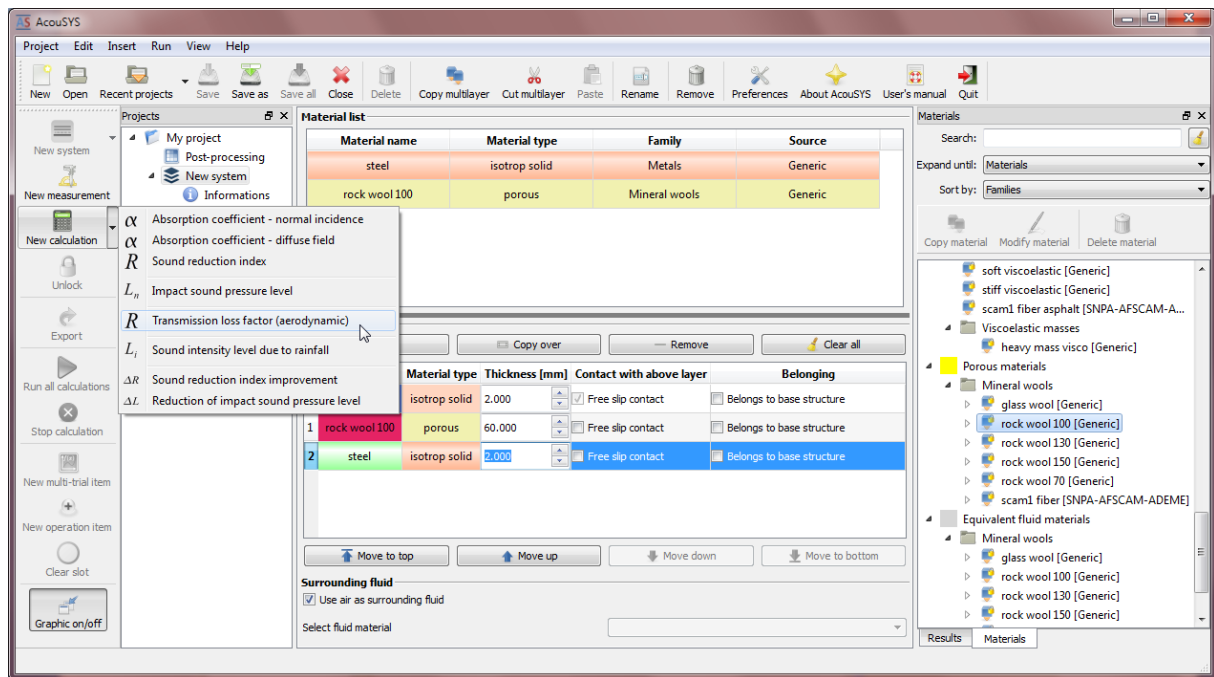 AS AcouSYS
Project Edit Insert Run View Help
New Open Recent projects Save Save as Save all Close Delete Copy multilayer Cut multilayer Paste Rename Remove Preferences About AcouSYS User's manual Quit
New system
New measurement
New calculation
Unlock
Export
Run all calculations
Stop calculation
New multi-trial item
New operation item
Clear slot
Graphic on/off
Projects
My project
Post-processing
New system
Informations
α Absorption coefficient - normal incidence
α Absorption coefficient - diffuse field
R Sound reduction index
Ln Impact sound pressure level
R Transmission loss factor (aerodynamic)
Li Sound intensity level due to rainfall
ΔR Sound reduction index improvement
ΔL Reduction of impact sound pressure level
Material list
Material name Material type Family Source
steel isotrop solid Metals Generic
rock wool 100 porous Mineral wools Generic
Copy over Remove Clear all
Material type Thickness [mm] Contact with above layer Belonging
isotrop solid 2.000 Free slip contact Belongs to base structure
1 rock wool 100 porous 60.000 Free slip contact Belongs to base structure
2 steel isotrop solid 2.000 Free slip contact Belongs to base structure
Move to top Move up Move down Move to bottom
Surrounding fluid
Use air as surrounding fluid
Select fluid material
Materials
Search:
Expand until: Materials
Sort by: Families
Copy material Modify material Delete material
soft viscoelastic [Generic]
stiff viscoelastic [Generic]
scam1 fiber asphalt [SNPA-AFSCAM-A...
Viscoelastic masses
heavy mass visco [Generic]
Porous materials
Mineral wools
glass wool [Generic]
rock wool 100 [Generic]
rock wool 130 [Generic]
rock wool 150 [Generic]
rock wool 70 [Generic]
scam1 fiber [SNPA-AFSCAM-ADEME]
Equivalent fluid materials
Mineral wools
glass wool [Generic]
rock wool 100 [Generic]
rock wool 130 [Generic]
rock wool 150 [Generic]
Results Materials